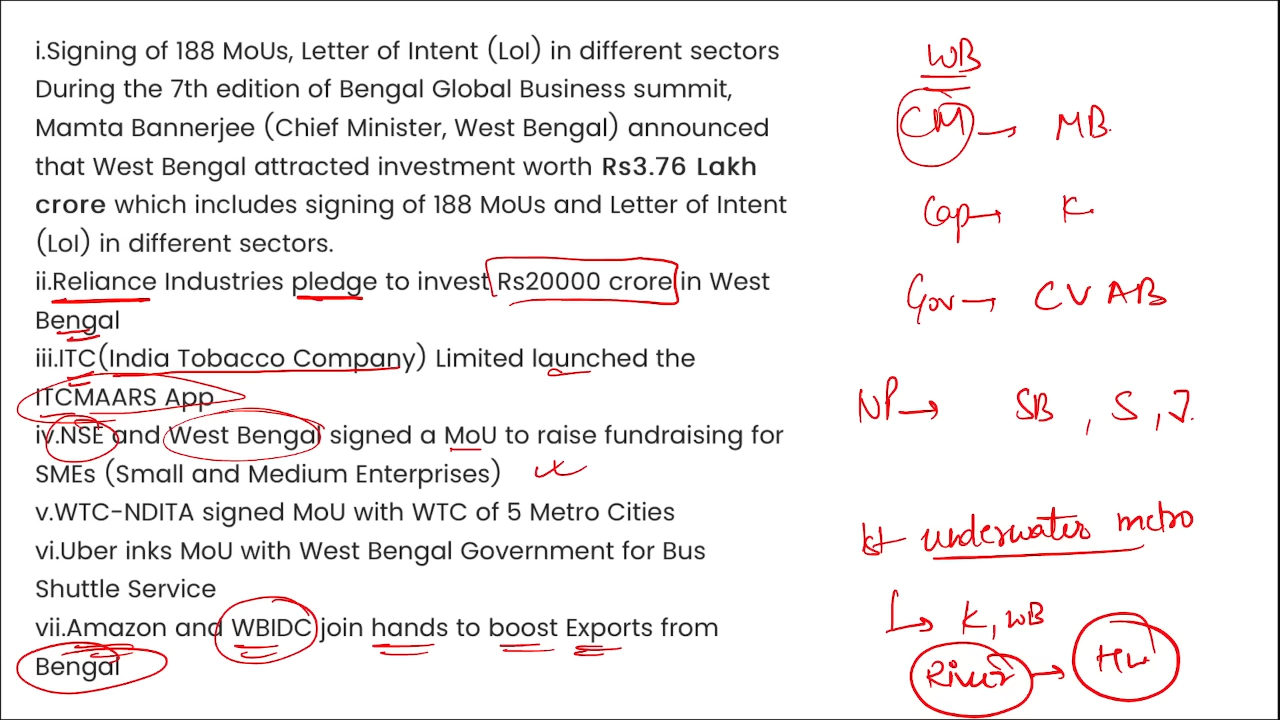 i.Signing of 188 MoUs, Letter of Intent (LoI) in different sectors
During the 7th edition of Bengal Global Business summit,
Mamta Bannerjee (Chief Minister, West Bengal) announced
that West Bengal attracted investment worth Rs3.76 Lakh
crore which includes signing of 188 MoUs and Letter of Intent
(LoI) in different sectors.
ii.Reliance Industries pledge to invest Rs20000 crore in West
Bengal
iii.ITC(India Tobacco Company) Limited launched the
ITCMAARS App
iv.NSE and West Bengal signed a MoU to raise fundraising for
SMEs (Small and Medium Enterprises)
v.WTC-NDITA signed MoU with WTC of 5 Metro Cities
vi.Uber inks MoU with West Bengal Government for Bus
Shuttle Service
vii.Amazon and WBIDC join hands to boost Exports from
Bengal
WB
CM → MB.
Cap → K
Gov → CVAB
NP → SB, S, J.
1st underwater metro
↳ K, WB
River →